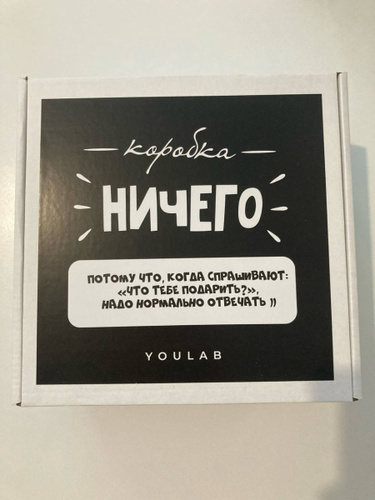 коробка
НИЧЕГО
ПОТОМУ ЧТО, КОГДА СПРАШИВАЮТ:
«ЧТО ТЕБЕ ПОДАРИТЬ?»,
НАДО НОРМАЛЬНО ОТВЕЧАТЬ ))
YOULAB